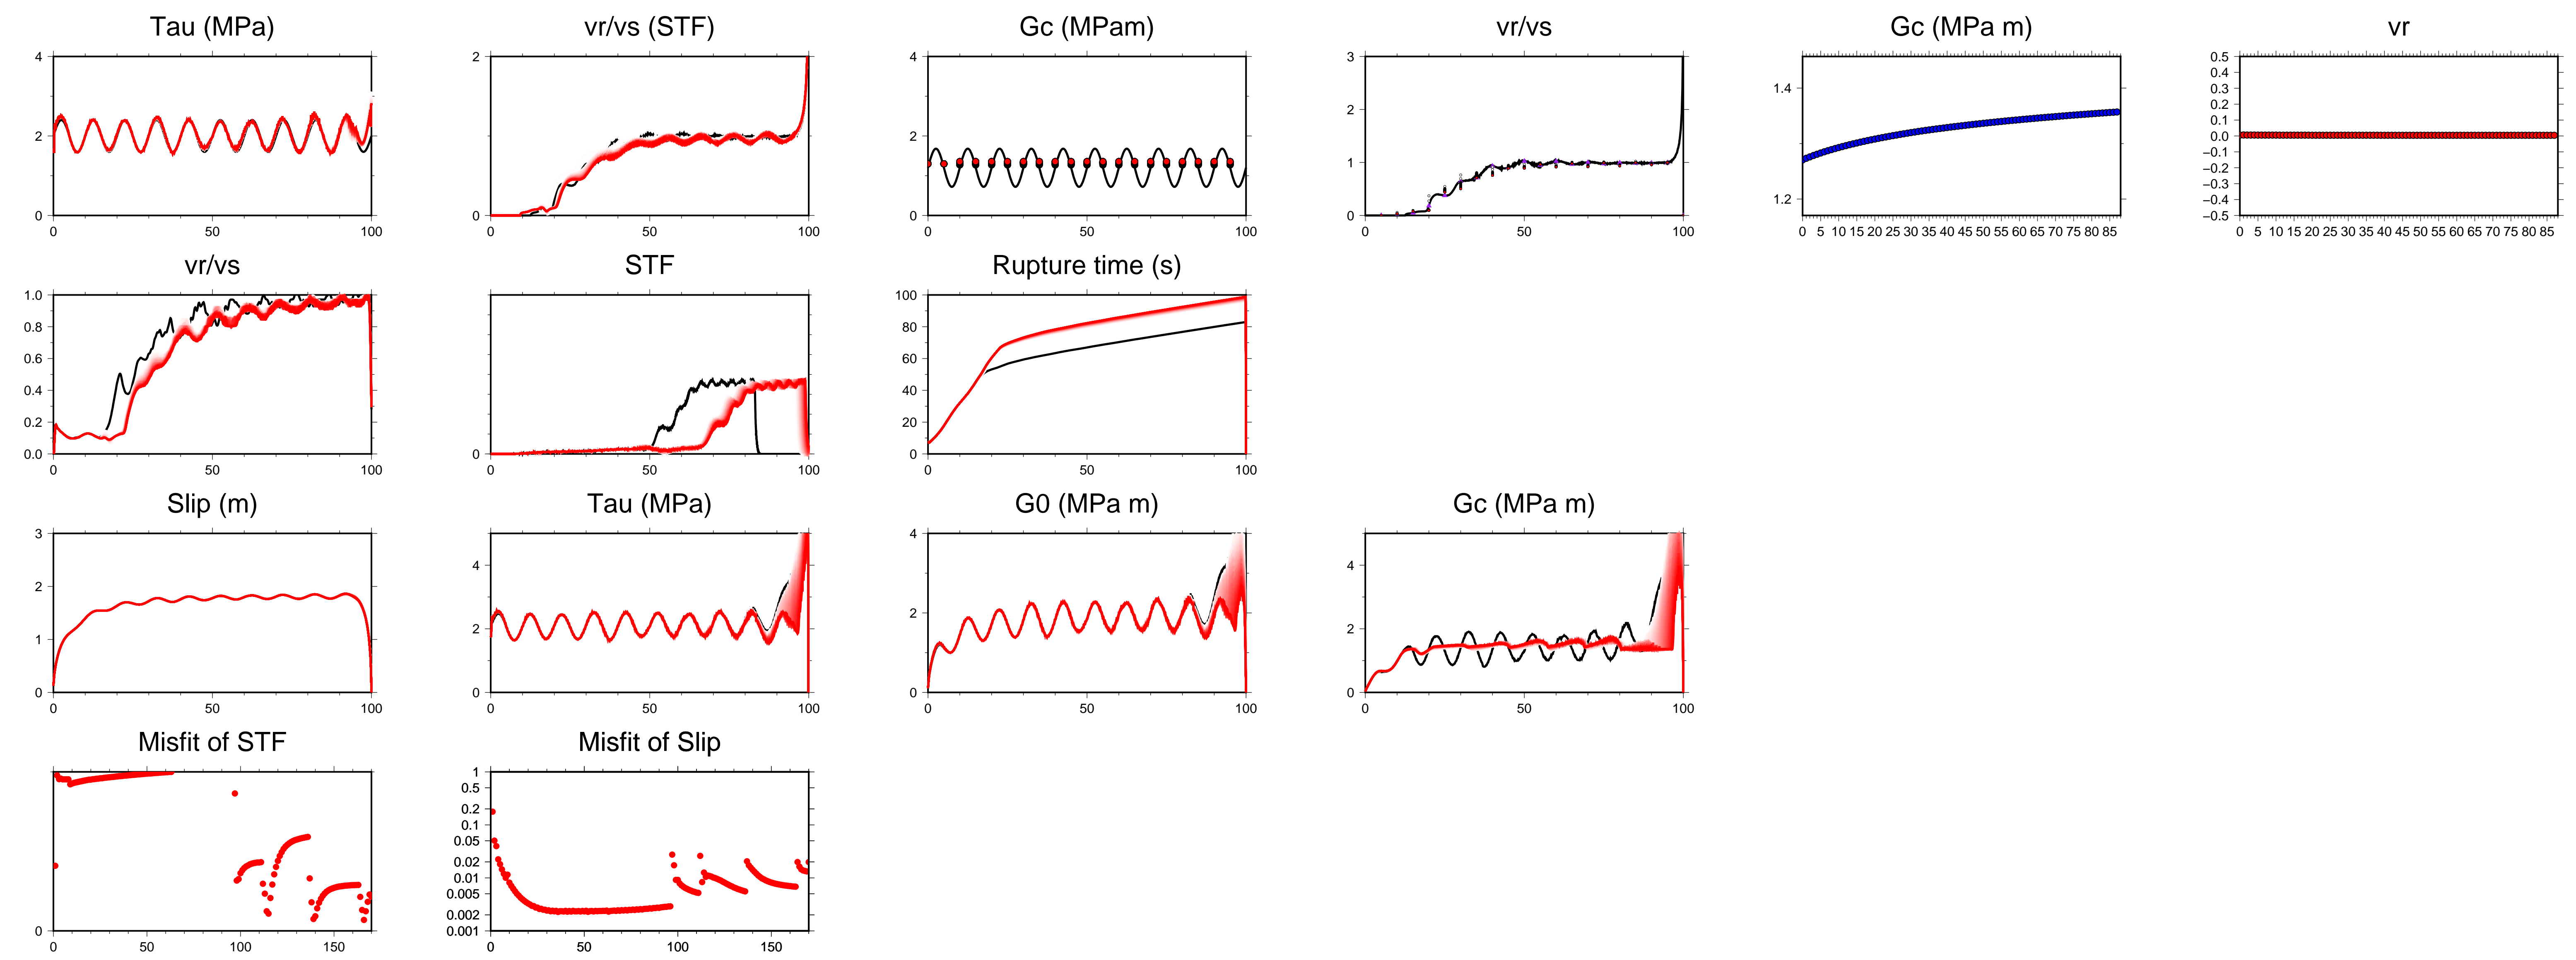 Tau (MPa) vr/vs (STF) Gc (MPam) vr/vs Gc (MPa m) vr
4 2 4 3 1.4 0.5
0.4
0.3
0.2
2 2 2 0.1
1 0.0
−0.1
−0.2
−0.3
1.2 −0.4
0 0 0 0 −0.5
0 50 100 0 50 100 0 50 100 0 50 100 0 5 10 15 20 25 30 35 40 45 50 55 60 65 70 75 80 85 0 5 10 15 20 25 30 35 40 45 50 55 60 65 70 75 80 85
vr/vs STF Rupture time (s)
1.0 100
0.8 80
0.6 60
0.4 40
0.2 20
0.0 0 0
0 50 100 0 50 100 0 50 100
Slip (m) Tau (MPa) G0 (MPa m) Gc (MPa m)
3 4
4 4
2
2
2 2
1
0 0 0 0
0 50 100 0 50 100 0 50 100 0 50 100
Misfit of STF Misfit of Slip
1
0.5
0.2
0.1
0.05
0.02
0.01
0.005
0.002
0 0.001
0 50 100 150 0 50 100 150